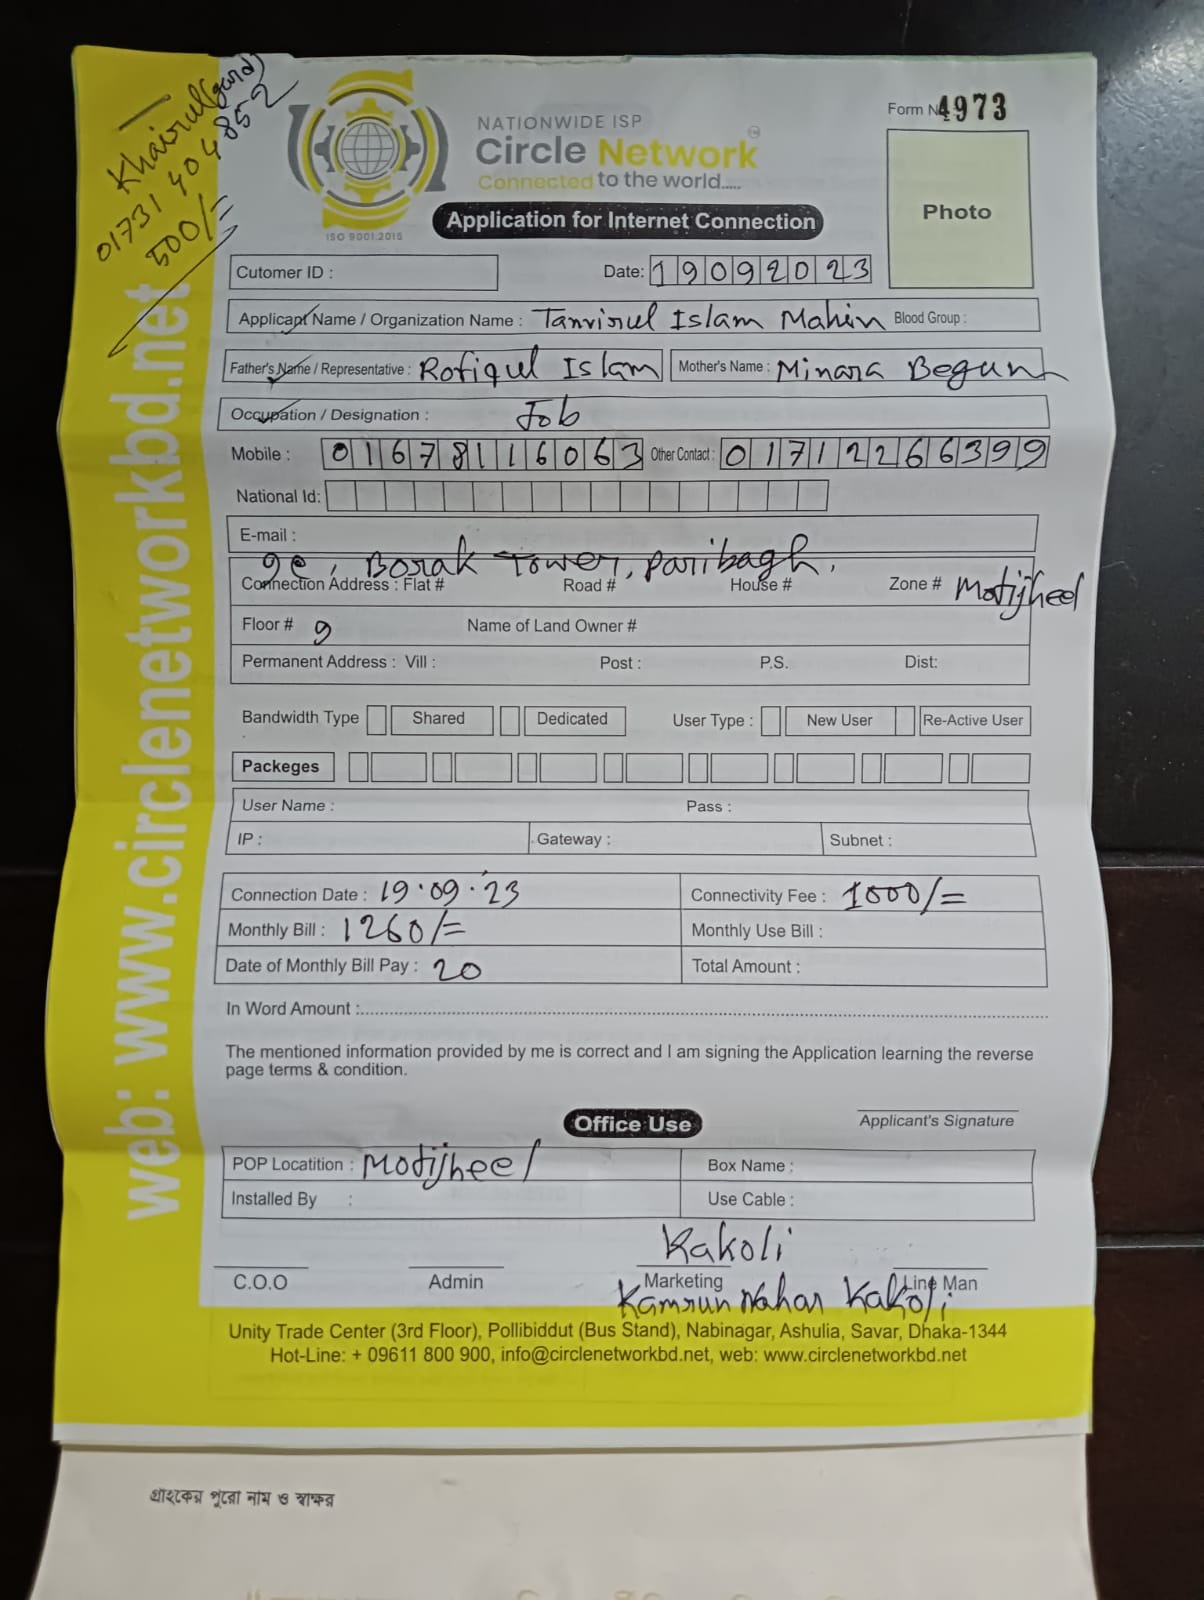 Khairul (gard)
01731404852
500/=
NATIONWIDE ISP
Circle Network
Connected to the world.....
ISO 9001:2015
Form N 4973
Photo
Application for Internet Connection
Cutomer ID :
Date: 19092023
Applicant Name / Organization Name : Tanvirul Islam Mahin Blood Group :
Father's Name / Representative : Rofiqul Islam Mother's Name : Minara Begum
Occupation / Designation : Job
Mobile : 01678116063 Other Contact : 01712266399
National Id:
E-mail :
9e, Borak Tower, Paribagh,
Connection Address : Flat # Road # House # Zone # Motijheel
Floor # 9 Name of Land Owner #
Permanent Address : Vill : Post : P.S. Dist:
Bandwidth Type Shared Dedicated User Type : New User Re-Active User
Packeges
User Name : Pass :
IP : Gateway : Subnet :
Connection Date : 19.09.23 Connectivity Fee : 1000/=
Monthly Bill : 1260/= Monthly Use Bill :
Date of Monthly Bill Pay : 20 Total Amount :
In Word Amount :
The mentioned information provided by me is correct and I am signing the Application learning the reverse
page terms & condition.
Applicant's Signature
Office Use
POP Locatition : Motijheel Box Name :
Installed By : Use Cable :
Kakoli
C.O.O Admin Marketing Line Man
Kamrun Nahar Kakoli
Unity Trade Center (3rd Floor), Pollibiddut (Bus Stand), Nabinagar, Ashulia, Savar, Dhaka-1344
Hot-Line: + 09611 800 900, info@circlenetworkbd.net, web: www.circlenetworkbd.net
web: www.circlenetworkbd.net
গ্রাহকের পুরো নাম ও স্বাক্ষর